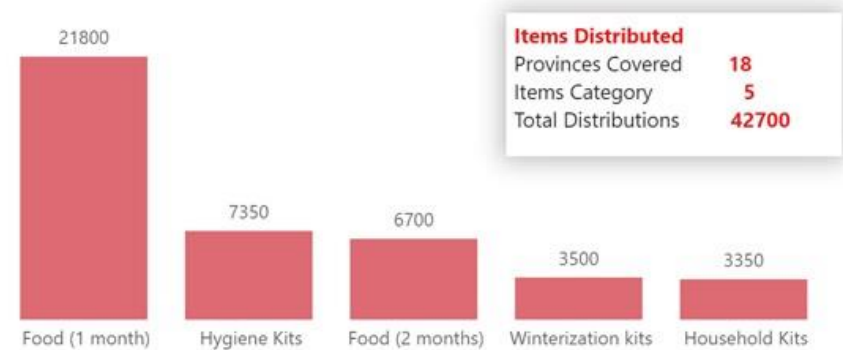 Items Distributed
Provinces Covered 18
Items Category 5
Total Distributions 42700
21800
7350
6700
3500
3350
Food (1 month)
Hygiene Kits
Food (2 months)
Winterization kits
Household Kits